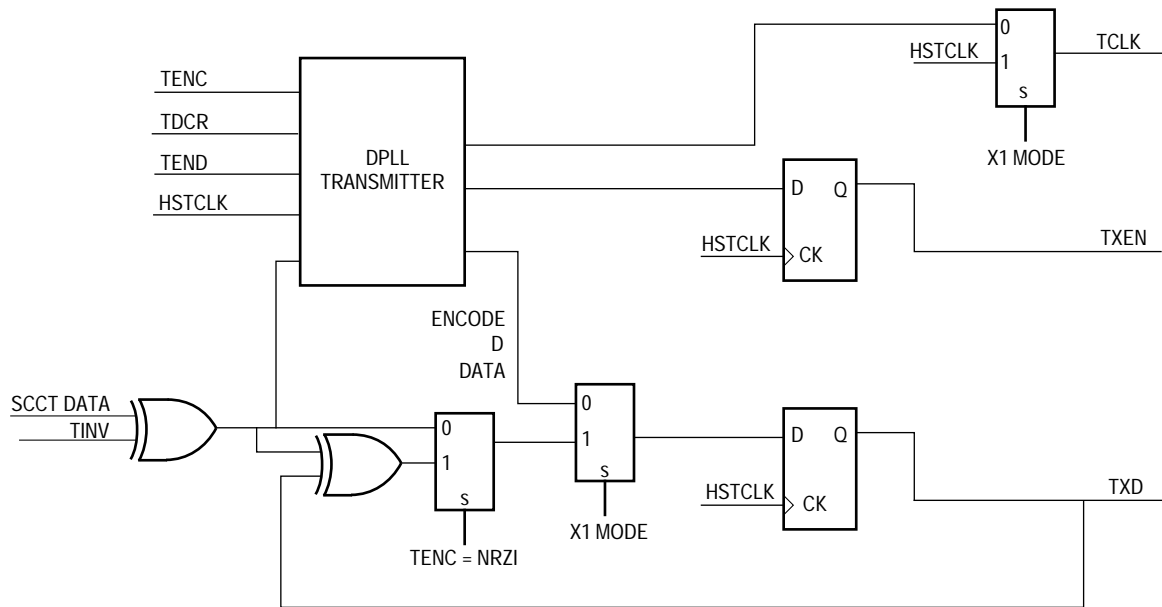 0
HSTCLK
1
TCLK
s
X1 MODE
TENC
TDCR
TEND
HSTCLK
DPLL
TRANSMITTER
D Q
HSTCLK
CK
TXEN
ENCODE
D
DATA
SCCT DATA
TINV
0
1
s
TENC = NRZI
0
1
s
X1 MODE
D Q
HSTCLK
CK
TXD